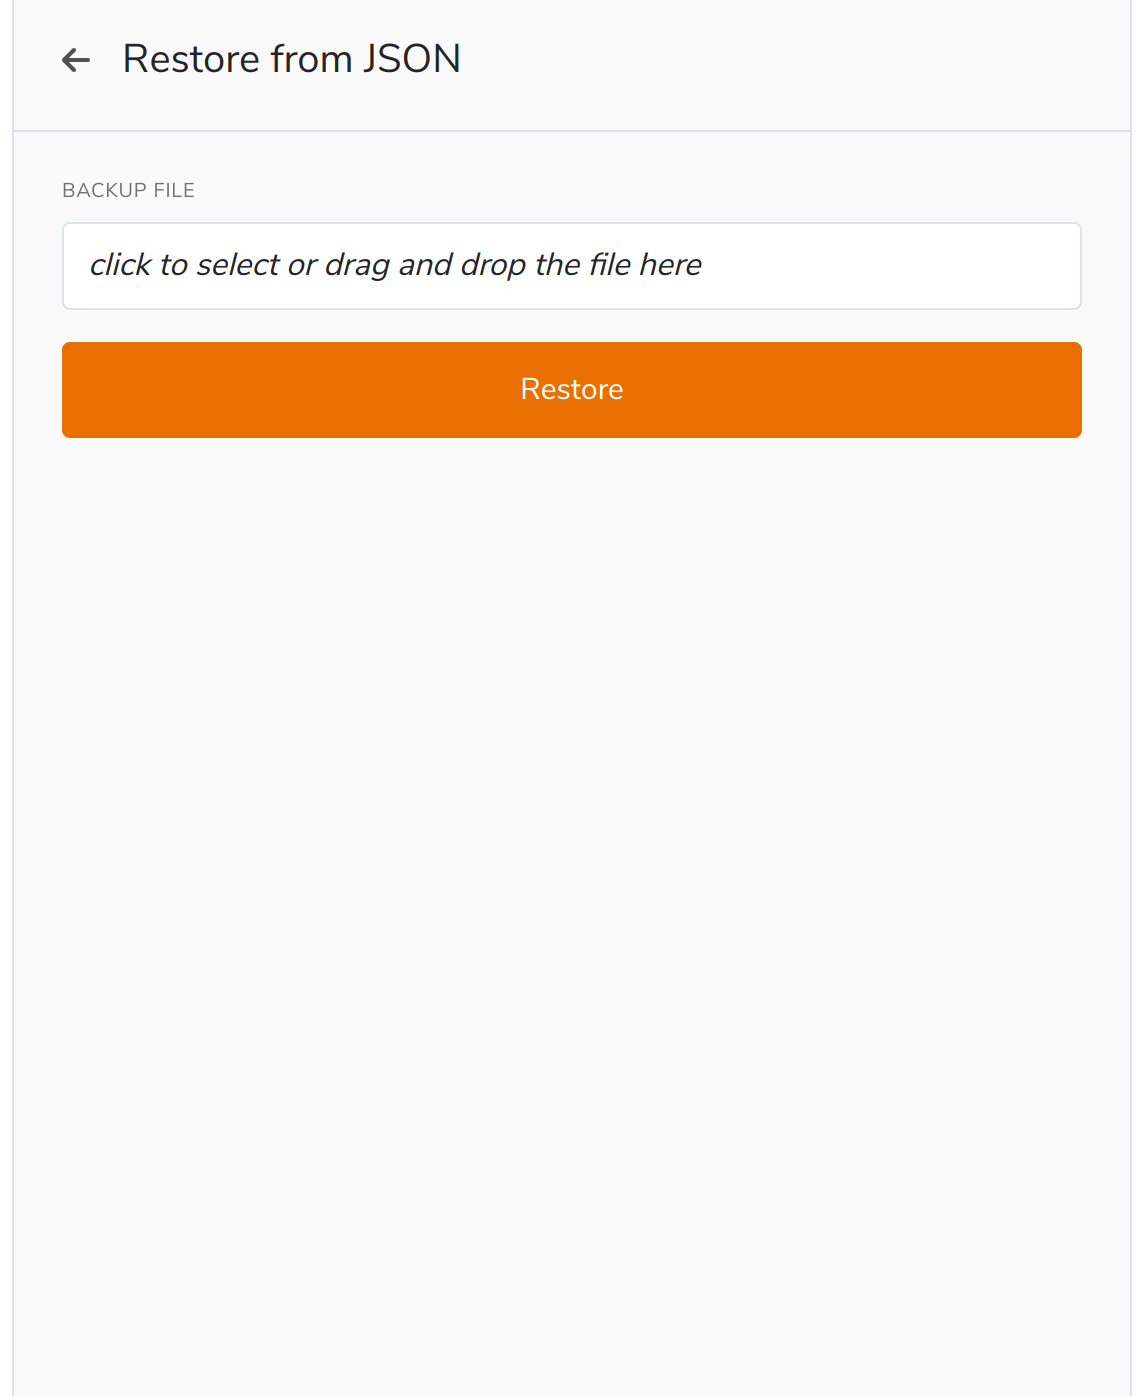 Restore from JSON
BACKUP FILE
click to select or drag and drop the file here
Restore